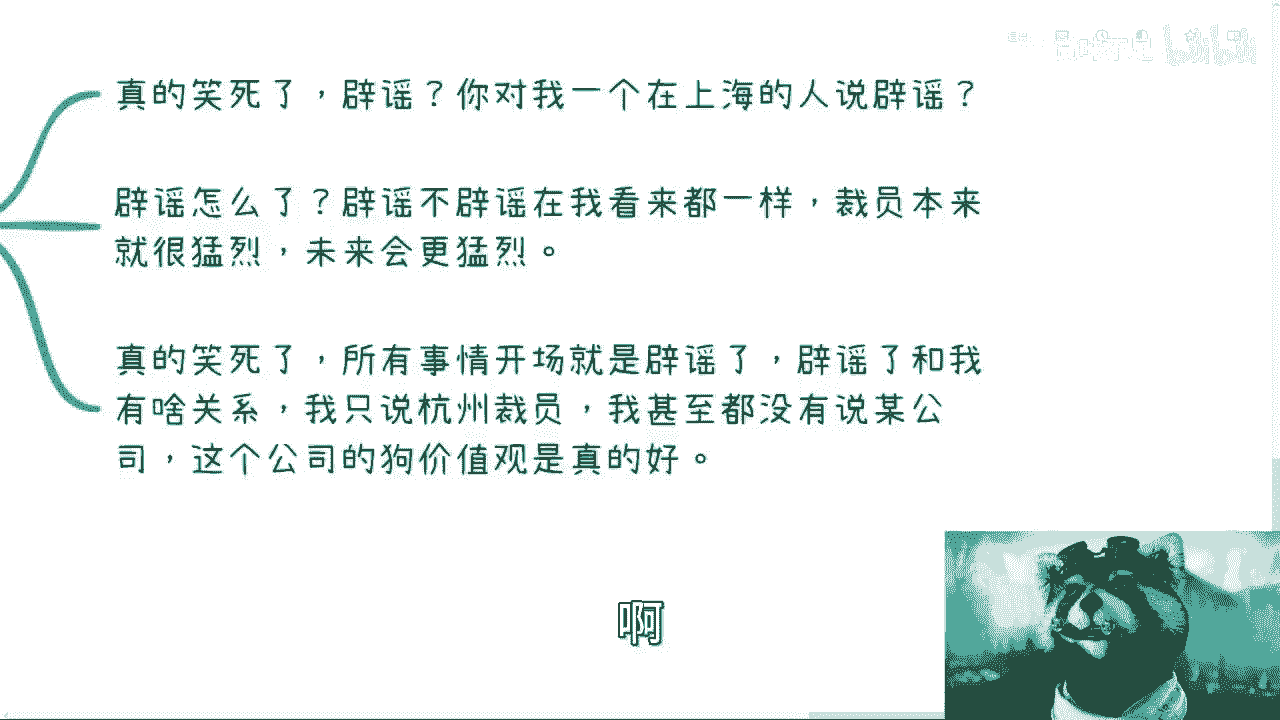 真的笑死了，辟谣？你对我一个在上海的人说辟谣？
辟谣怎么了？辟谣不辟谣在我看来都一样，裁员本来
就很猛烈，未来会更猛烈。
真的笑死了，所有事情开场就是辟谣了，辟谣了和我
有啥关系，我只说杭州裁员，我甚至都没有说某公
司，这个公司的狗价值观是真的好。
啊